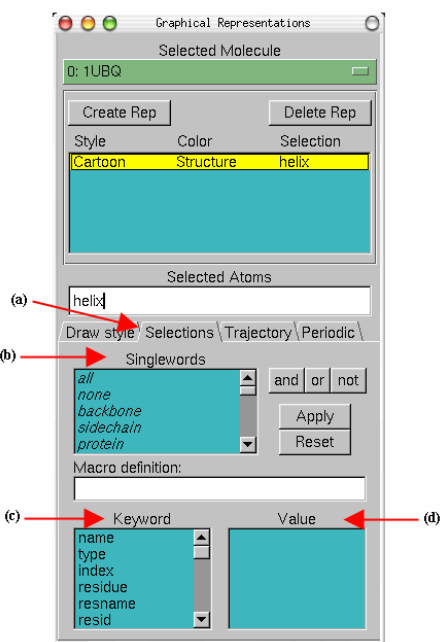 Graphical Representations
Selected Molecule
0: 1UBQ
Create Rep Delete Rep
Style Color Selection
Cartoon Structure helix
Selected Atoms
(a)
helix
Draw style Selections Trajectory Periodic
(b)
Singlewords
all
none
backbone
sidechain
protein
and or not
Apply
Reset
Macro definition:
(c) Keyword Value (d)
name
type
index
residue
resname
resid